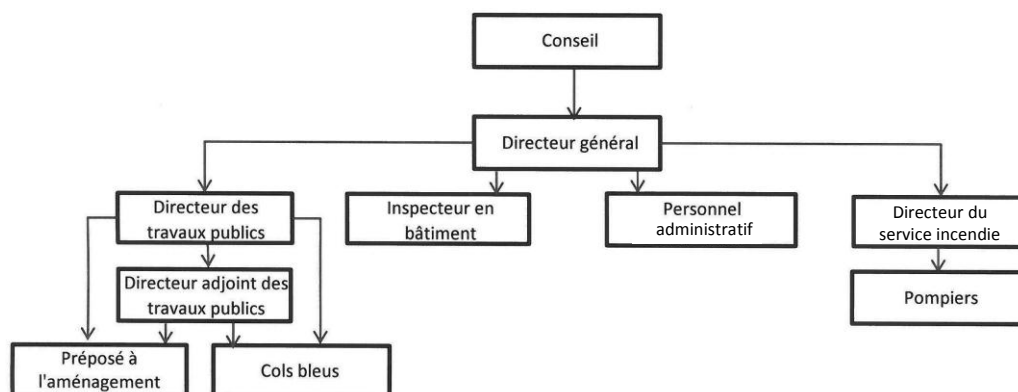 Conseil
Directeur général
Directeur des
travaux publics
Inspecteur en
bâtiment
Personnel
administratif
Directeur du
service incendie
Directeur adjoint des
travaux publics
Pompiers
Préposé à
l'aménagement
Cols bleus